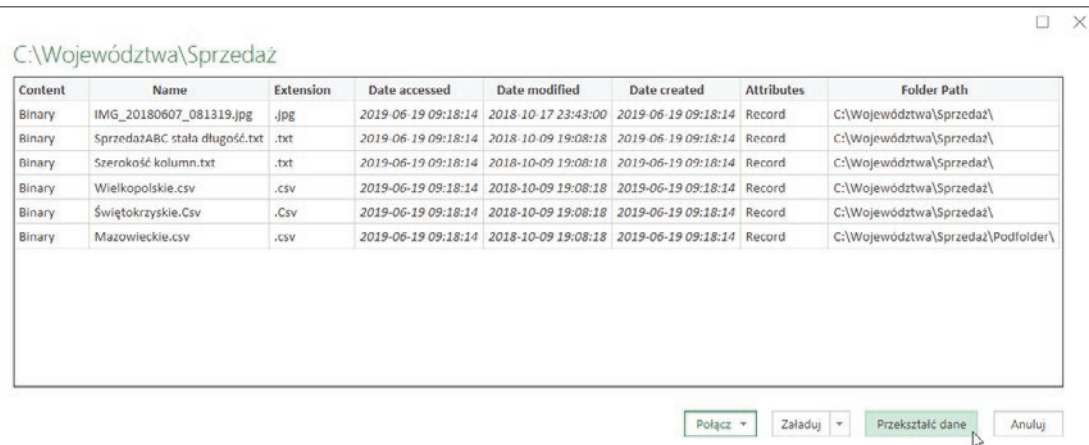 C:\Województwa\Sprzedaż
Content Name Extension Date accessed Date modified Date created Attributes Folder Path
Binary IMG_20180607_081319.jpg .jpg 2019-06-19 09:18:14 2018-10-17 23:43:00 2019-06-19 09:18:14 Record C:\Województwa\Sprzedaż\
Binary SprzedażABC stała długość.txt .txt 2019-06-19 09:18:14 2018-10-09 19:08:18 2019-06-19 09:18:14 Record C:\Województwa\Sprzedaż\
Binary Szerokość kolumn.txt .txt 2019-06-19 09:18:14 2018-10-09 19:08:18 2019-06-19 09:18:14 Record C:\Województwa\Sprzedaż\
Binary Wielkopolskie.csv .csv 2019-06-19 09:18:14 2018-10-09 19:08:18 2019-06-19 09:18:14 Record C:\Województwa\Sprzedaż\
Binary Świętokrzyskie.Csv .Csv 2019-06-19 09:18:14 2018-10-09 19:08:18 2019-06-19 09:18:14 Record C:\Województwa\Sprzedaż\
Binary Mazowieckie.csv .csv 2019-06-19 09:18:14 2018-10-09 19:08:18 2019-06-19 09:18:14 Record C:\Województwa\Sprzedaż\Podfolder\
Połącz Załaduj Przekształć dane Anuluj